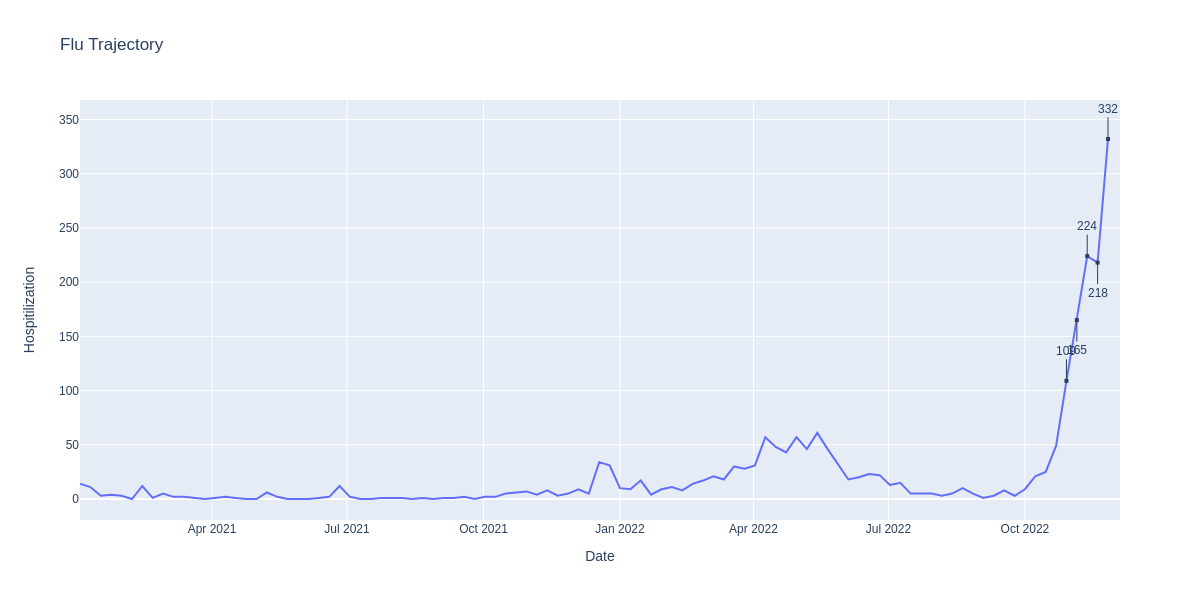 Flu Trajectory
350
300
250
200
150
100
50
0
Hospitilization
332
224
218
109
165
Apr 2021
Jul 2021
Oct 2021
Jan 2022
Apr 2022
Jul 2022
Oct 2022
Date